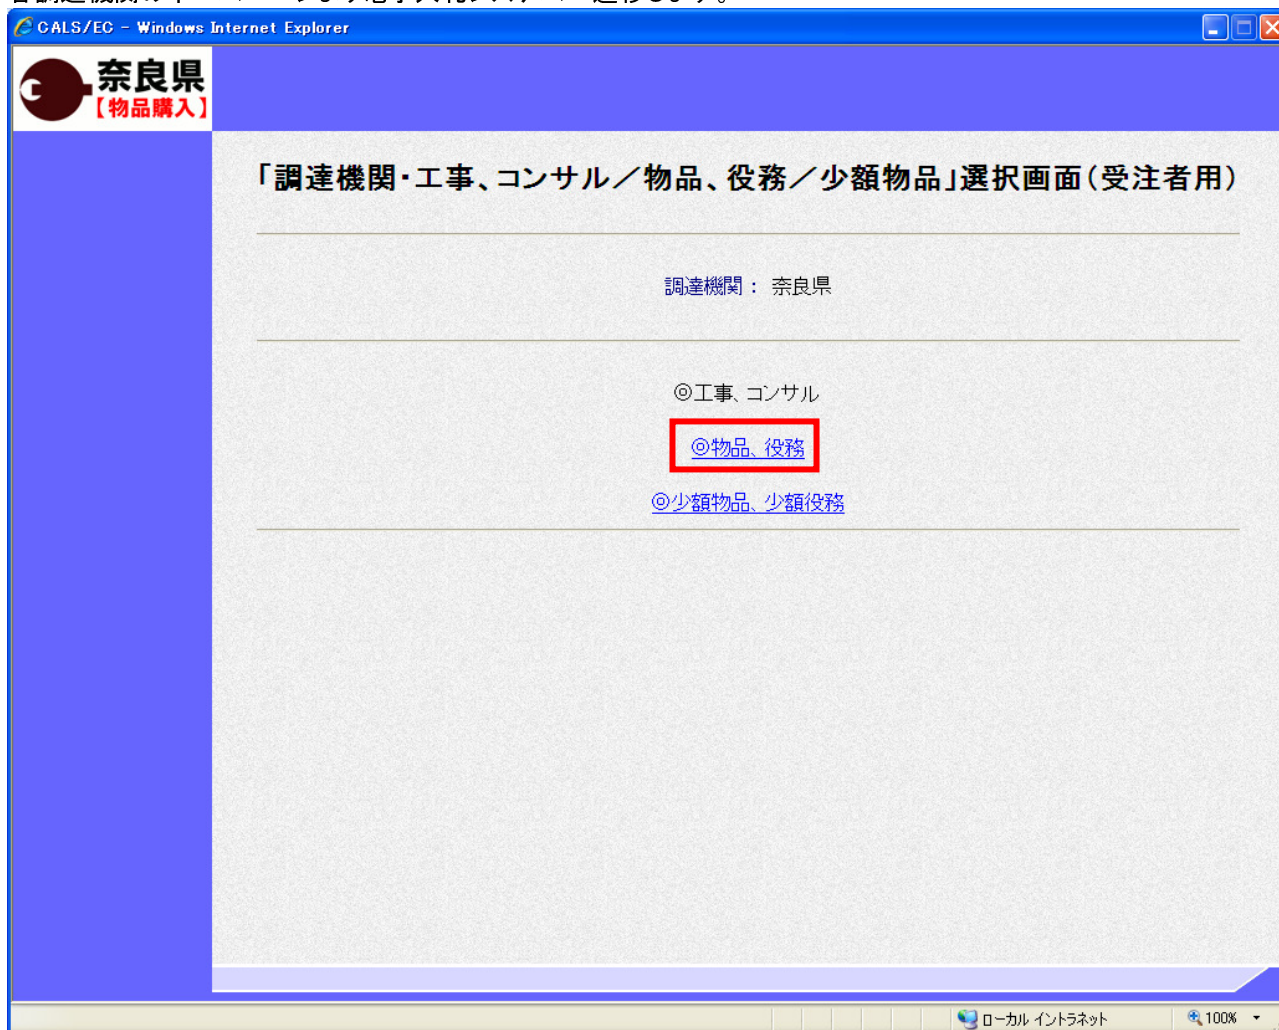 CALS/EC - Windows Internet Explorer
奈良県
【物品購入】
「調達機関・工事、コンサル／物品、役務／少額物品」選択画面（受注者用）
調達機関： 奈良県
◎工事、コンサル
◎物品、役務
◎少額物品、少額役務
ローカル イントラネット
100%